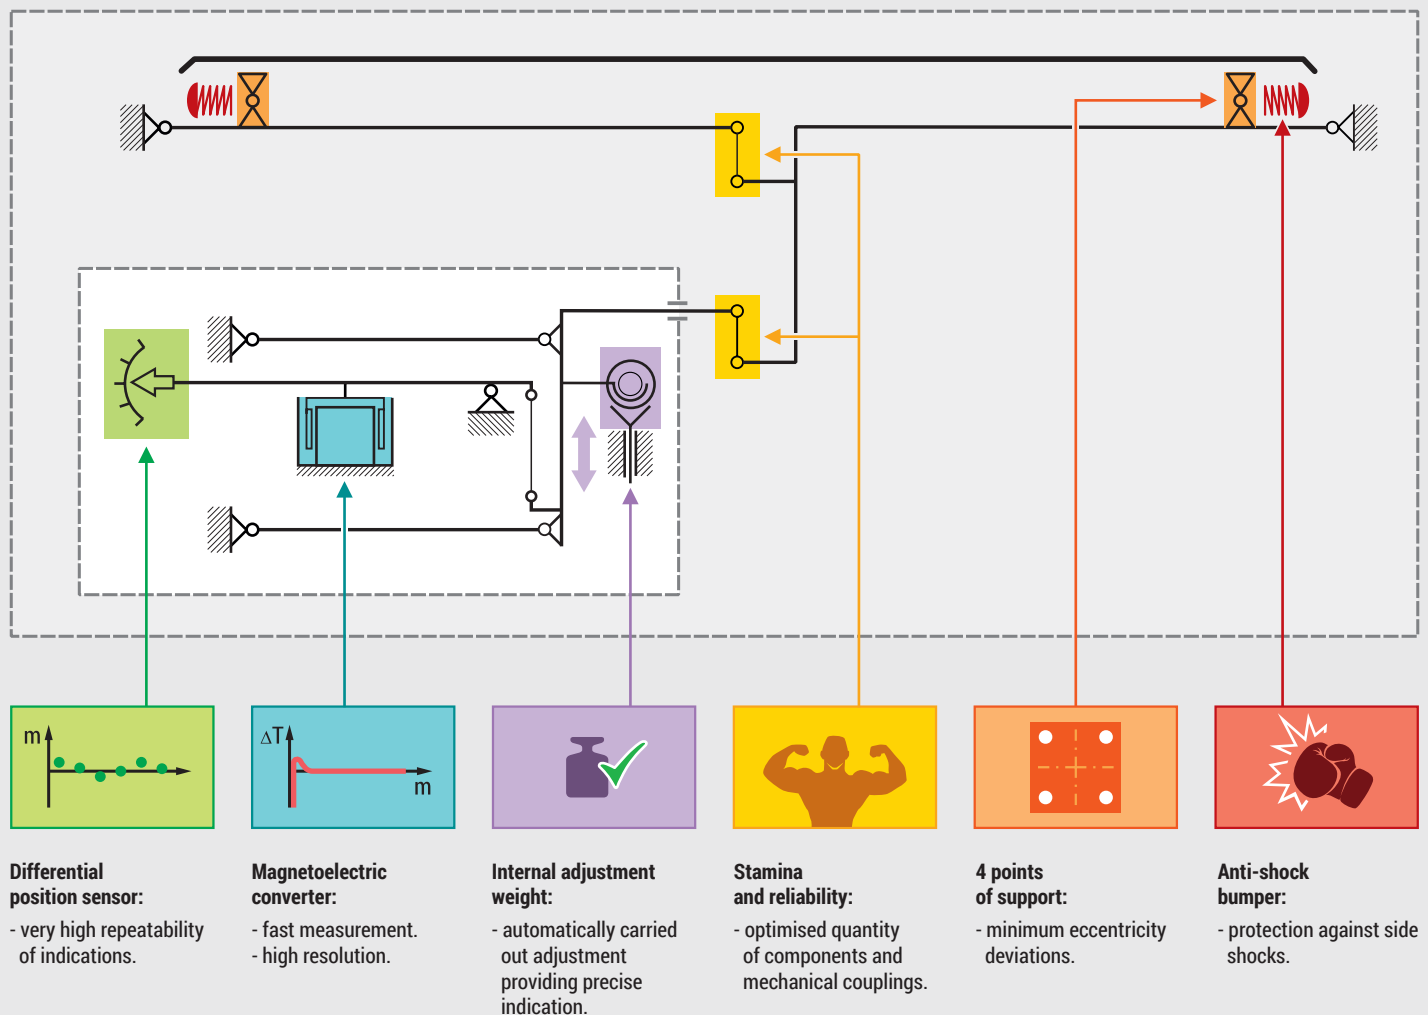 m
ΔT
m
Differential
position sensor:
- very high repeatability
of indications.
Magnetoelectric
converter:
- fast measurement.
- high resolution.
Internal adjustment
weight:
- automatically carried
out adjustment
providing precise
indication.
Stamina
and reliability:
- optimised quantity
of components and
mechanical couplings.
4 points
of support:
- minimum eccentricity
deviations.
Anti-shock
bumper:
- protection against side
shocks.